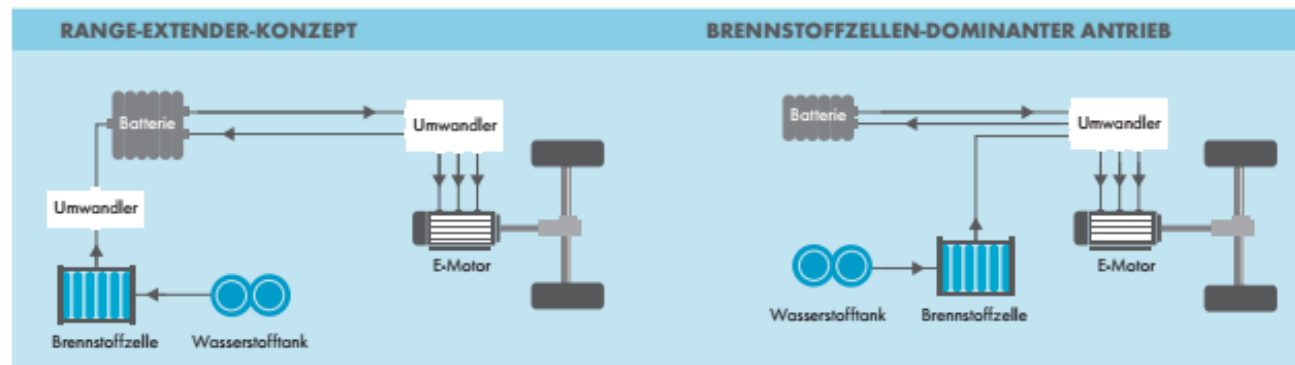 RANGE-EXTENDER-KONZEPT
Batterie
Umwandler
Umwandler
E-Motor
Brennstoffzelle
Wasserstofftank
BRENNSTOFFZELLEN-DOMINANTER ANTRIEB
Batterie
Umwandler
E-Motor
Wasserstofftank
Brennstoffzelle